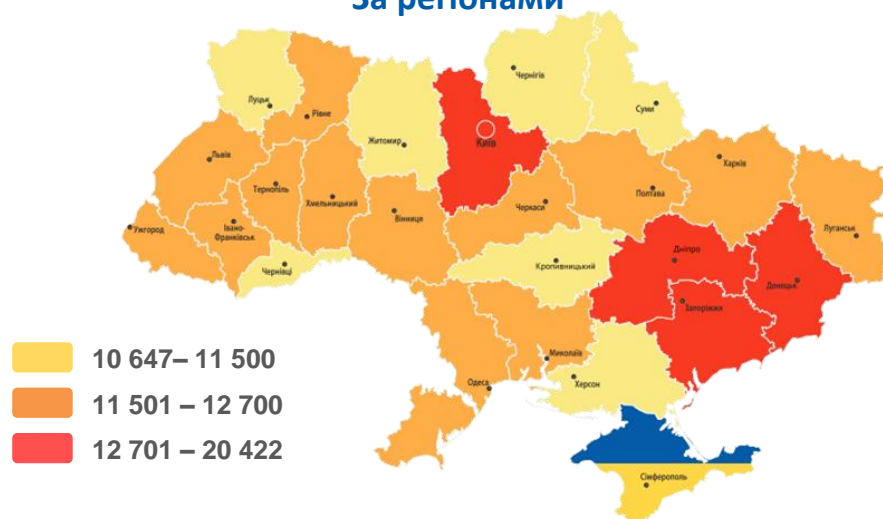 За регіонами
Чернігів
Луцьк
Суми
Рівне
Київ
Житомир
Харків
Львів
Тернопіль
Полтава
Хмельницький
Черкаси
Вінниця
Ужгород
Івано-
Франківськ
Луганськ
Дніпро
Чернівці
Кропивницький
Донецьк
Запоріжжя
10 647– 11 500
Миколаїв
Херсон
Одеса
11 501 – 12 700
12 701 – 20 422
Сімферополь